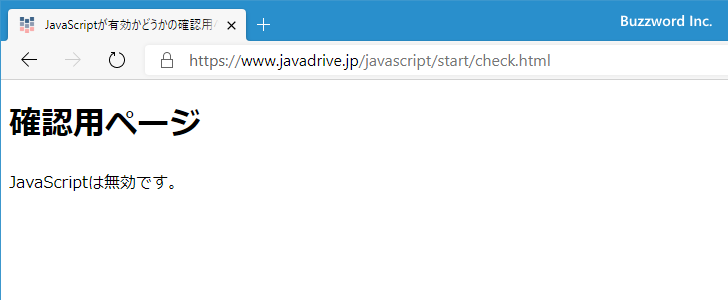 JavaScriptが有効かどうかの確認用
Buzzword Inc.
https://www.javadrive.jp/javascript/start/check.html
確認用ページ
JavaScriptは無効です。